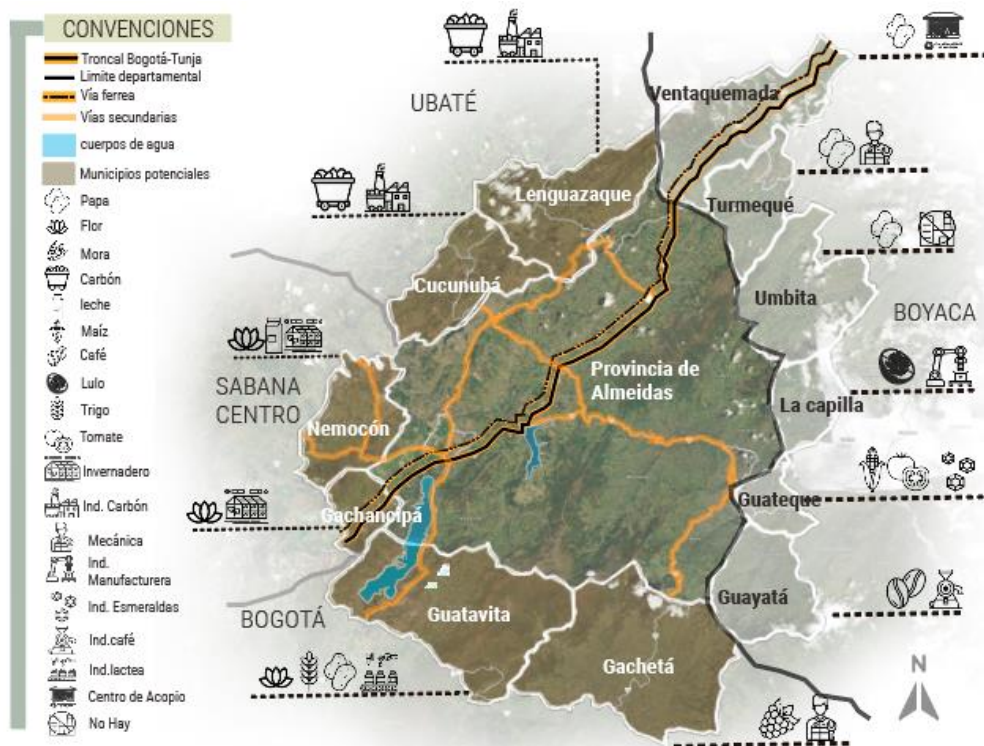 CONVENCIONES
Troncal Bogotá-Tunja
Limite departamental
Vía ferrea
Vías secundarias
cuerpos de agua
Municipios potenciales
Papa
Flor
Mora
Carbón
leche
Maíz
Café
Lulo
Trigo
Tomate
Invernadero
Ind. Carbón
Mecánica
Ind.
Manufacturera
Ind. Esmeraldas
Ind.café
Ind.lactea
Centro de Acopio
No Hay
UBATÉ
Ventaquemada
Lenguazaque
Turmequé
Cucunubá
Umbita
BOYACA
SABANA
CENTRO
Provincia de
Almeidas
La capilla
Nemocón
Gachancipá
Guateque
BOGOTÁ
Guatavita
Guayatá
Gachetá
N